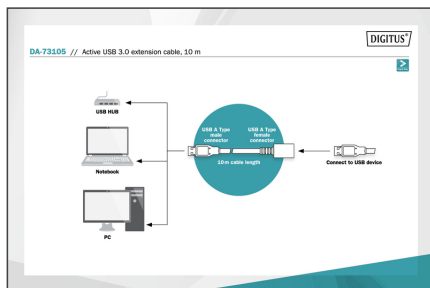 DIGITUS®
DA-73105 // Active USB 3.0 extension cable, 10 m
USB HUB
USB A Type
male
connector
USB A Type
female
connector
10m cable length
Notebook
Connect to USB device
PC